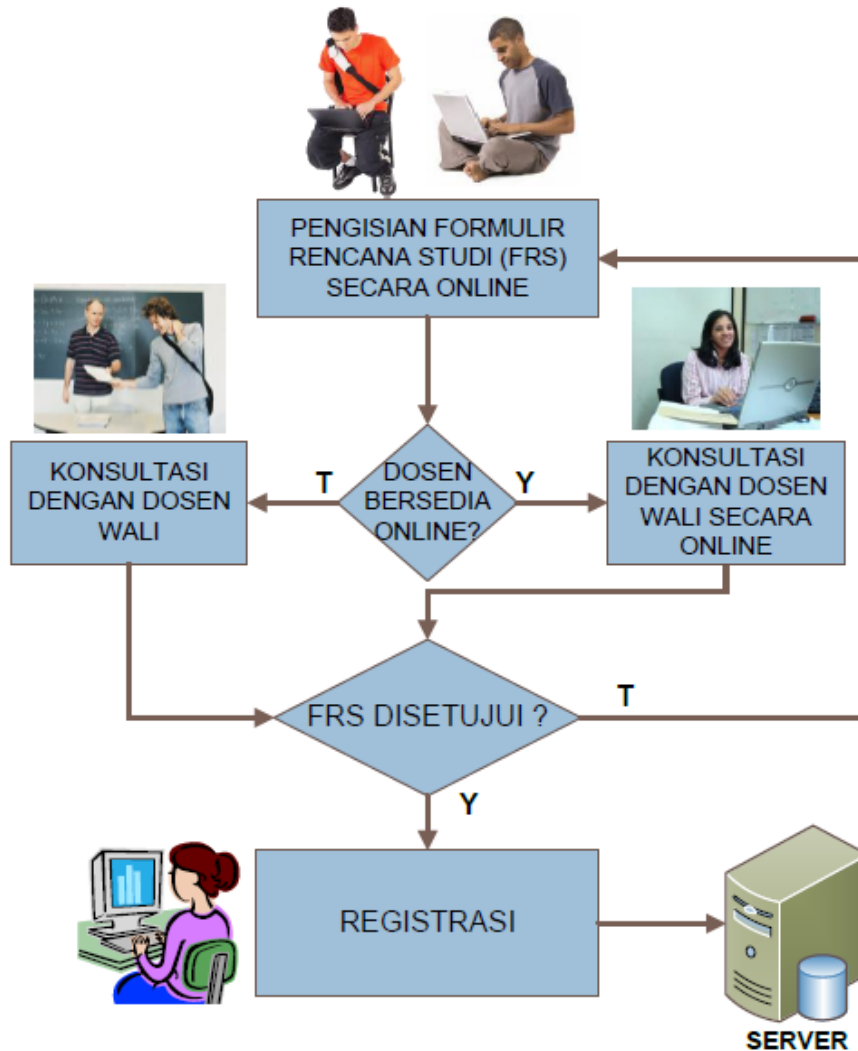 PENGISIAN FORMULIR
RENCANA STUDI (FRS)
SECARA ONLINE
KONSULTASI
DENGAN DOSEN
WALI
T
DOSEN
BERSEDIA
ONLINE?
Y
KONSULTASI
DENGAN DOSEN
WALI SECARA
ONLINE
FRS DISETUJUI ?
T
Y
REGISTRASI
SERVER